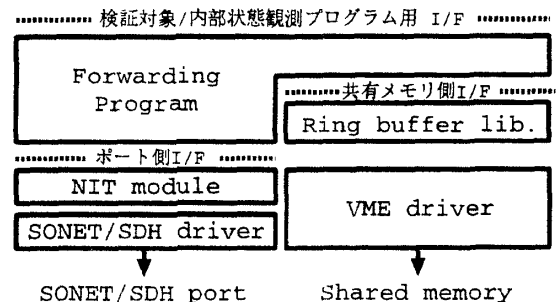 検証対象/内部状態観測プログラム用 I/F
Forwarding
Program
共有メモリ側I/F
Ring buffer lib.
ポート側I/F
NIT module
VME driver
SONET/SDH driver
SONET/SDH port
Shared memory